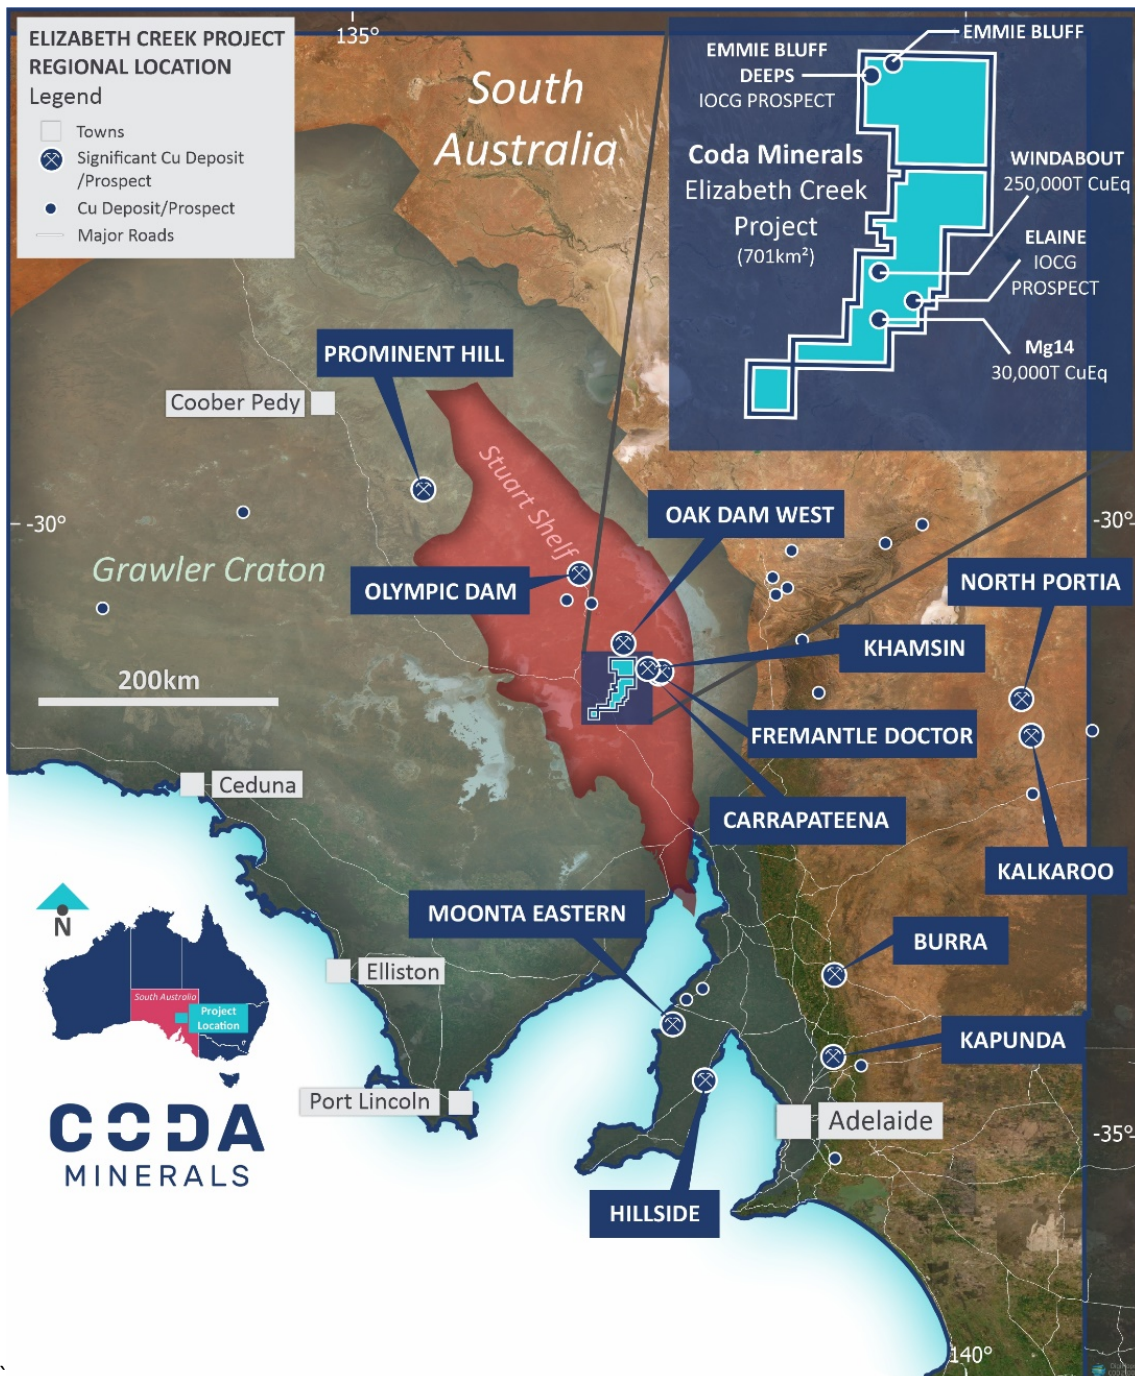 ELIZABETH CREEK PROJECT
REGIONAL LOCATION
Legend
Towns
Significant Cu Deposit
/Prospect
Cu Deposit/Prospect
Major Roads
135°
South
Australia
EMMIE BLUFF
EMMIE BLUFF
DEEPS
IOCG PROSPECT
Coda Minerals
Elizabeth Creek
Project
(701km²)
WINDABOUT
250,000T CuEq
ELAINE
IOCG
PROSPECT
Mg14
30,000T CuEq
PROMINENT HILL
Coober Pedy
Stuart Shelf
-30°
-30°
OAK DAM WEST
Grawler Craton
OLYMPIC DAM
NORTH PORTIA
KHAMSIN
200km
FREMANTLE DOCTOR
Ceduna
CARRAPATEENA
KALKAROO
MOONTA EASTERN
N
BURRA
Elliston
South Australia
Project
Location
KAPUNDA
Port Lincoln
Adelaide
-35°
CODA
MINERALS
HILLSIDE
140°